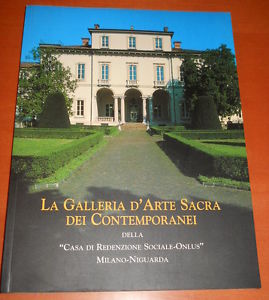 LA GALLERIA D'ARTE SACRA
DEI CONTEMPORANEI
DELLA
"CASA DI REDENZIONE SOCIALE-ONLUS"
MILANO-NIGUARDA